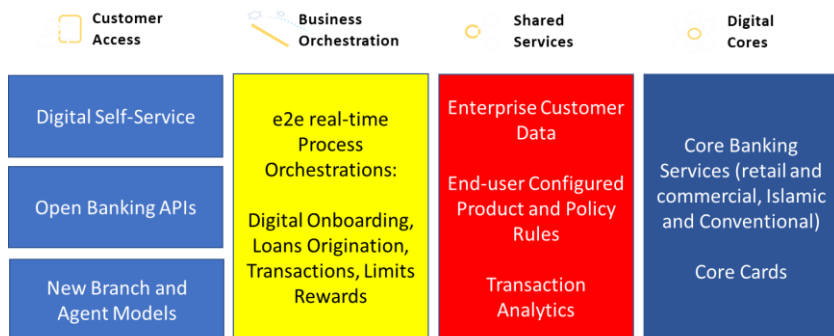 Customer
Access
Business
Orchestration
Shared
Services
Digital
Cores
Digital Self-Service
Open Banking APIs
New Branch and
Agent Models
e2e real-time
Process
Orchestrations:
Digital Onboarding,
Loans Origination,
Transactions, Limits
Rewards
Enterprise Customer
Data
End-user Configured
Product and Policy
Rules
Transaction
Analytics
Core Banking
Services (retail and
commercial, Islamic
and Conventional)
Core Cards